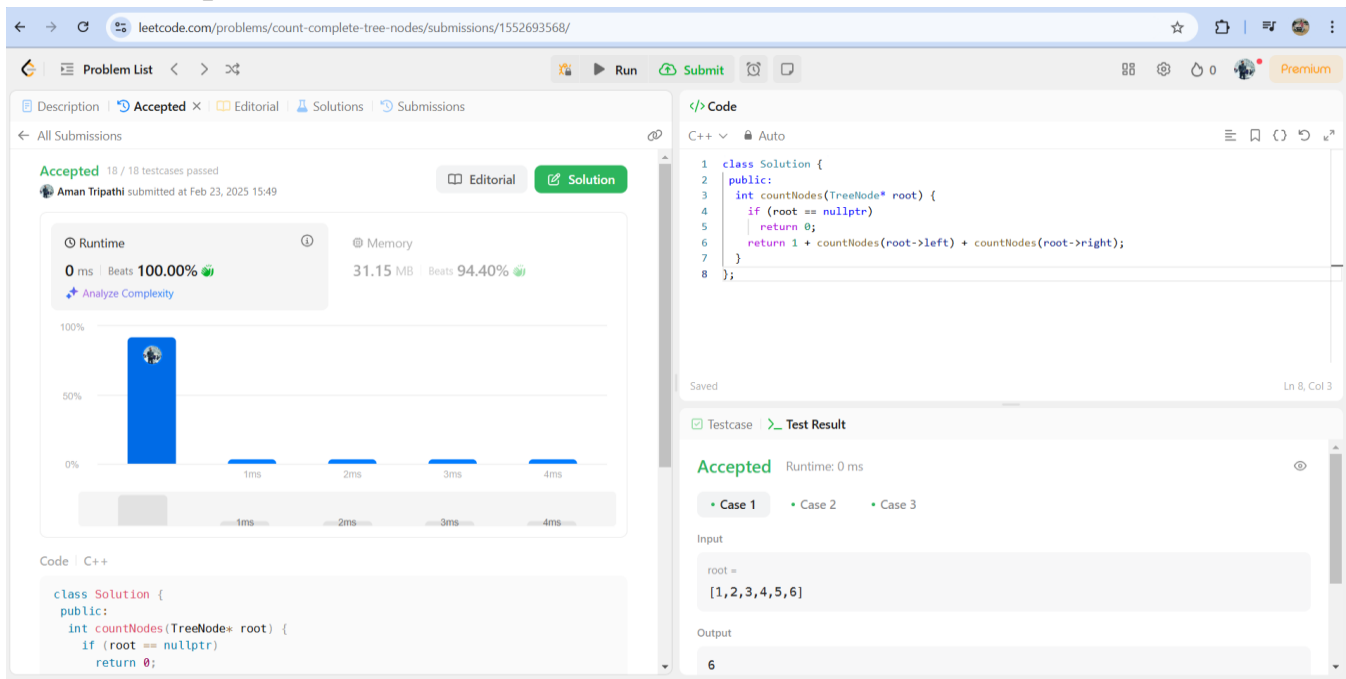 leetcode.com/problems/count-complete-tree-nodes/submissions/1552693568/
Problem List
Run
Submit
0
Premium
Description
Accepted
Editorial
Solutions
Submissions
All Submissions
Accepted 18 / 18 testcases passed
Aman Tripathi submitted at Feb 23, 2025 15:49
Editorial
Solution
Runtime
0 ms Beats 100.00%
Analyze Complexity
Memory
31.15 MB Beats 94.40%
100%
50%
0%
1ms 2ms 3ms 4ms
1ms 2ms 3ms 4ms
Code C++
class Solution {
public:
int countNodes(TreeNode* root) {
if (root == nullptr)
return 0;
</> Code
C++ Auto
1 class Solution {
2 public:
3 int countNodes(TreeNode* root) {
4 if (root == nullptr)
5 return 0;
6 return 1 + countNodes(root->left) + countNodes(root->right);
7 }
8 };
Saved
Ln 8, Col 3
Testcase
Test Result
Accepted Runtime: 0 ms
Case 1 Case 2 Case 3
Input
root =
[1,2,3,4,5,6]
Output
6